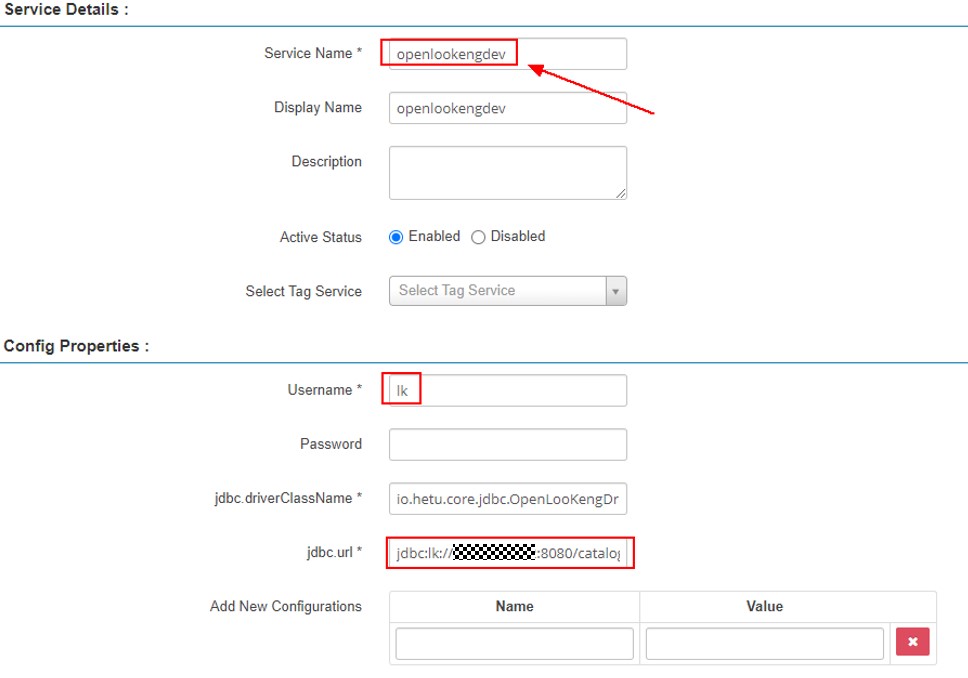 Service Details :
Service Name * openlookengdev
Display Name openlookengdev
Description
Active Status Enabled Disabled
Select Tag Service Select Tag Service
Config Properties :
Username * lk
Password
jdbc.driverClassName * io.hetu.core.jdbc.OpenLooKengDr
jdbc.url * jdbc:lk:// :8080/catalog
Add New Configurations Name Value